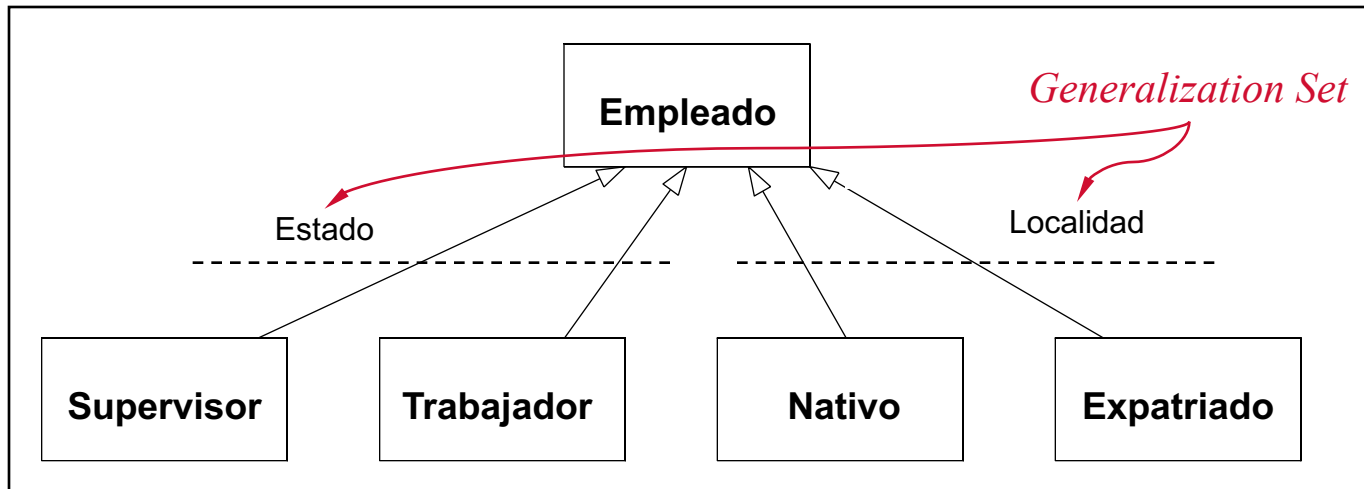 Empleado
Generalization Set
Estado
Localidad
Supervisor
Trabajador
Nativo
Expatriado